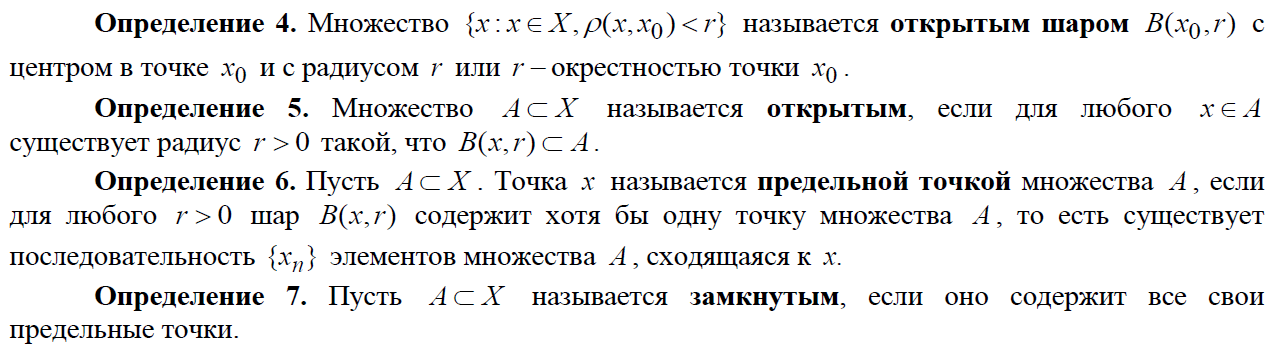 Определение 4. Множество {x : x ∈ X, ρ(x, x₀) < r} называется открытым шаром B(x₀, r) с
центром в точке x₀ и с радиусом r или r – окрестностью точки x₀.
Определение 5. Множество A ⊂ X называется открытым, если для любого x ∈ A
существует радиус r > 0 такой, что B(x, r) ⊂ A.
Определение 6. Пусть A ⊂ X. Точка x называется предельной точкой множества A, если
для любого r > 0 шар B(x, r) содержит хотя бы одну точку множества A, то есть существует
последовательность {xₙ} элементов множества A, сходящаяся к x.
Определение 7. Пусть A ⊂ X называется замкнутым, если оно содержит все свои
предельные точки.